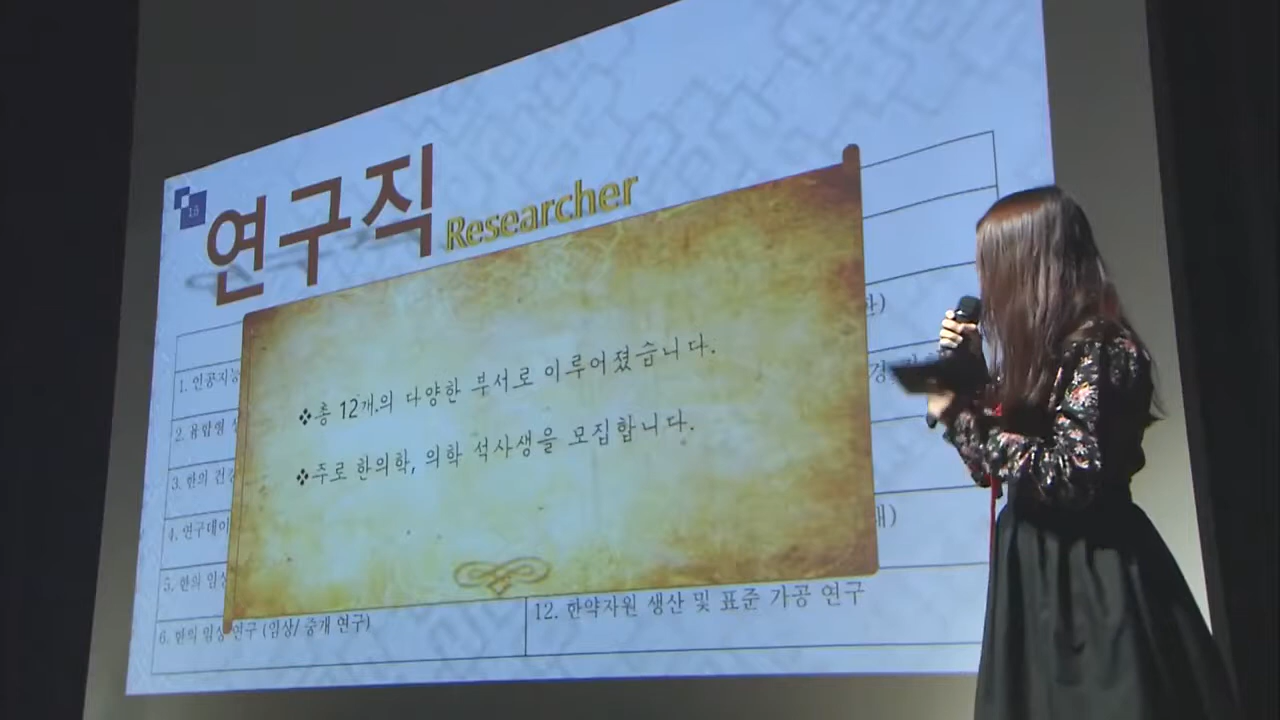 15
연구직 Researcher
❖총 12개의 다양한 부서로 이루어졌습니다.
❖주로 한의학, 의학 석사생을 모집합니다.
1. 인공지능
2. 융합형
3. 한의 건강
4. 연구데이
5. 한의 임상
6. 한의 임상 연구 (임상/ 중개 연구)
12. 한약자원 생산 및 표준 가공 연구